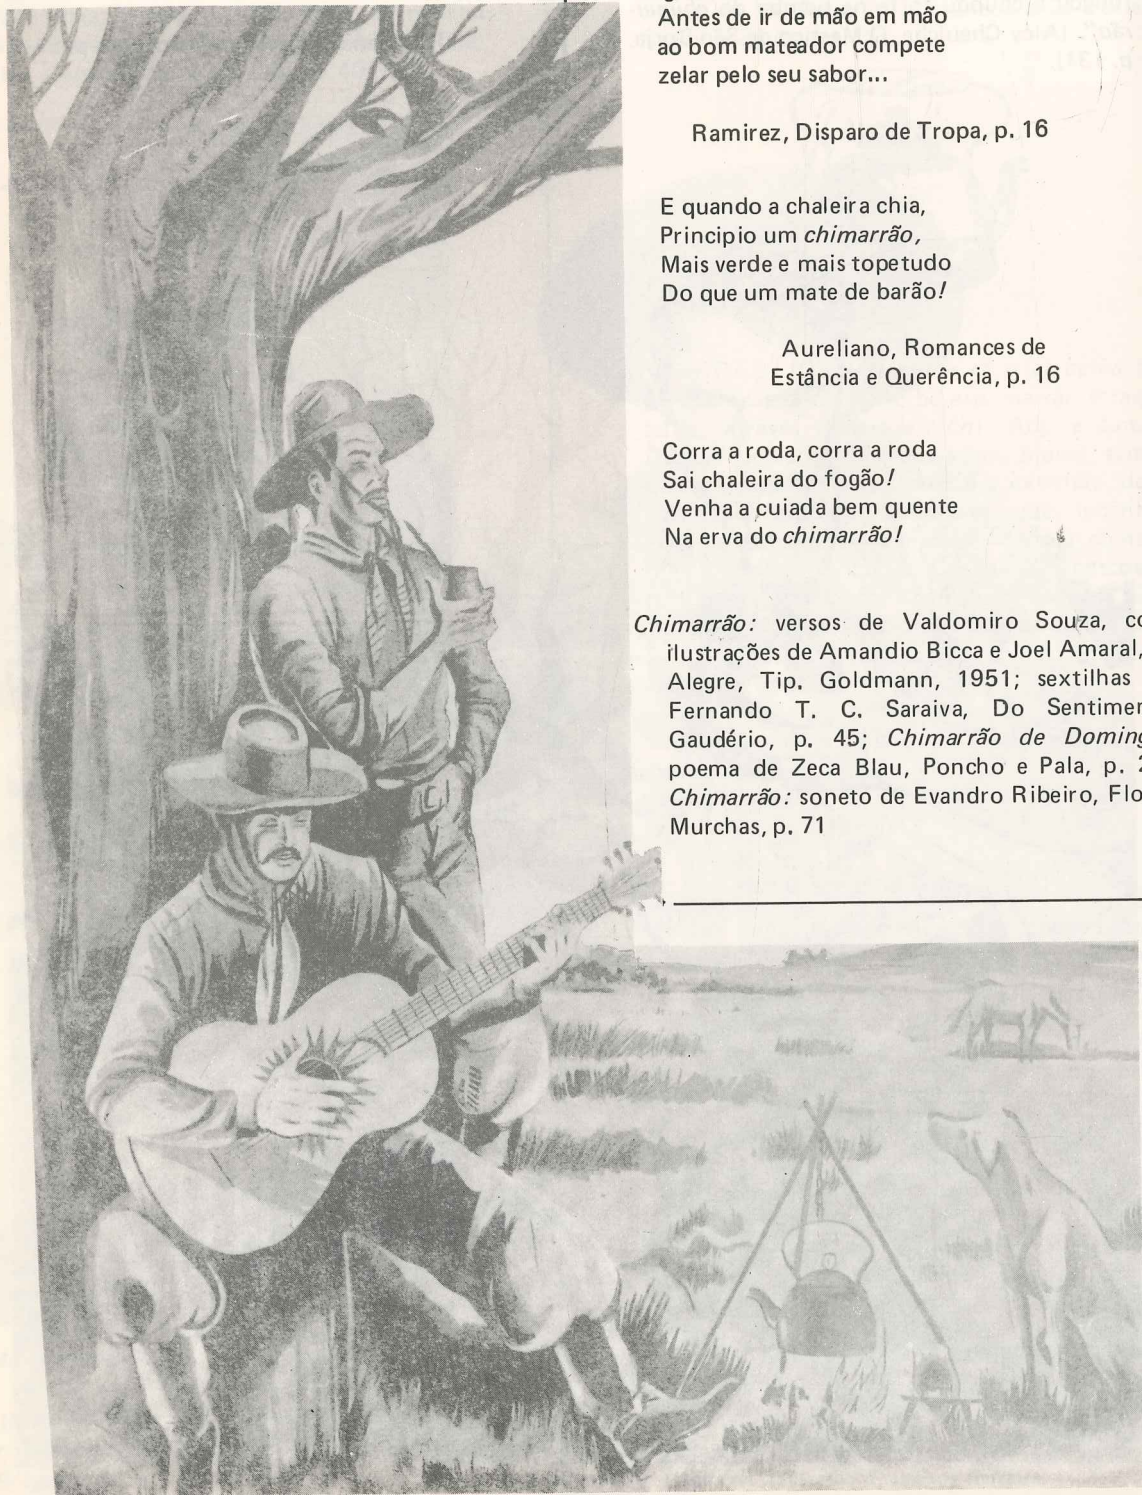 Antes de ir de mão em mão
ao bom mateador compete
zelar pelo seu sabor...
Ramirez, Disparo de Tropa, p. 16
E quando a chaleira chia,
Principio um chimarrão,
Mais verde e mais topetudo
Do que um mate de barão!
Aureliano, Romances de
Estância e Querência, p. 16
Corra a roda, corra a roda
Sai chaleira do fogão!
Venha a cuiada bem quente
Na erva do chimarrão!
Chimarrão: versos de Valdomiro Souza, co
ilustrações de Amandio Bicca e Joel Amaral,
Alegre, Tip. Goldmann, 1951; sextilhas
Fernando T. C. Saraiva, Do Sentimen
Gaudério, p. 45; Chimarrão de Doming
poema de Zeca Blau, Poncho e Pala, p. 2
Chimarrão: soneto de Evandro Ribeiro, Flo
Murchas, p. 71